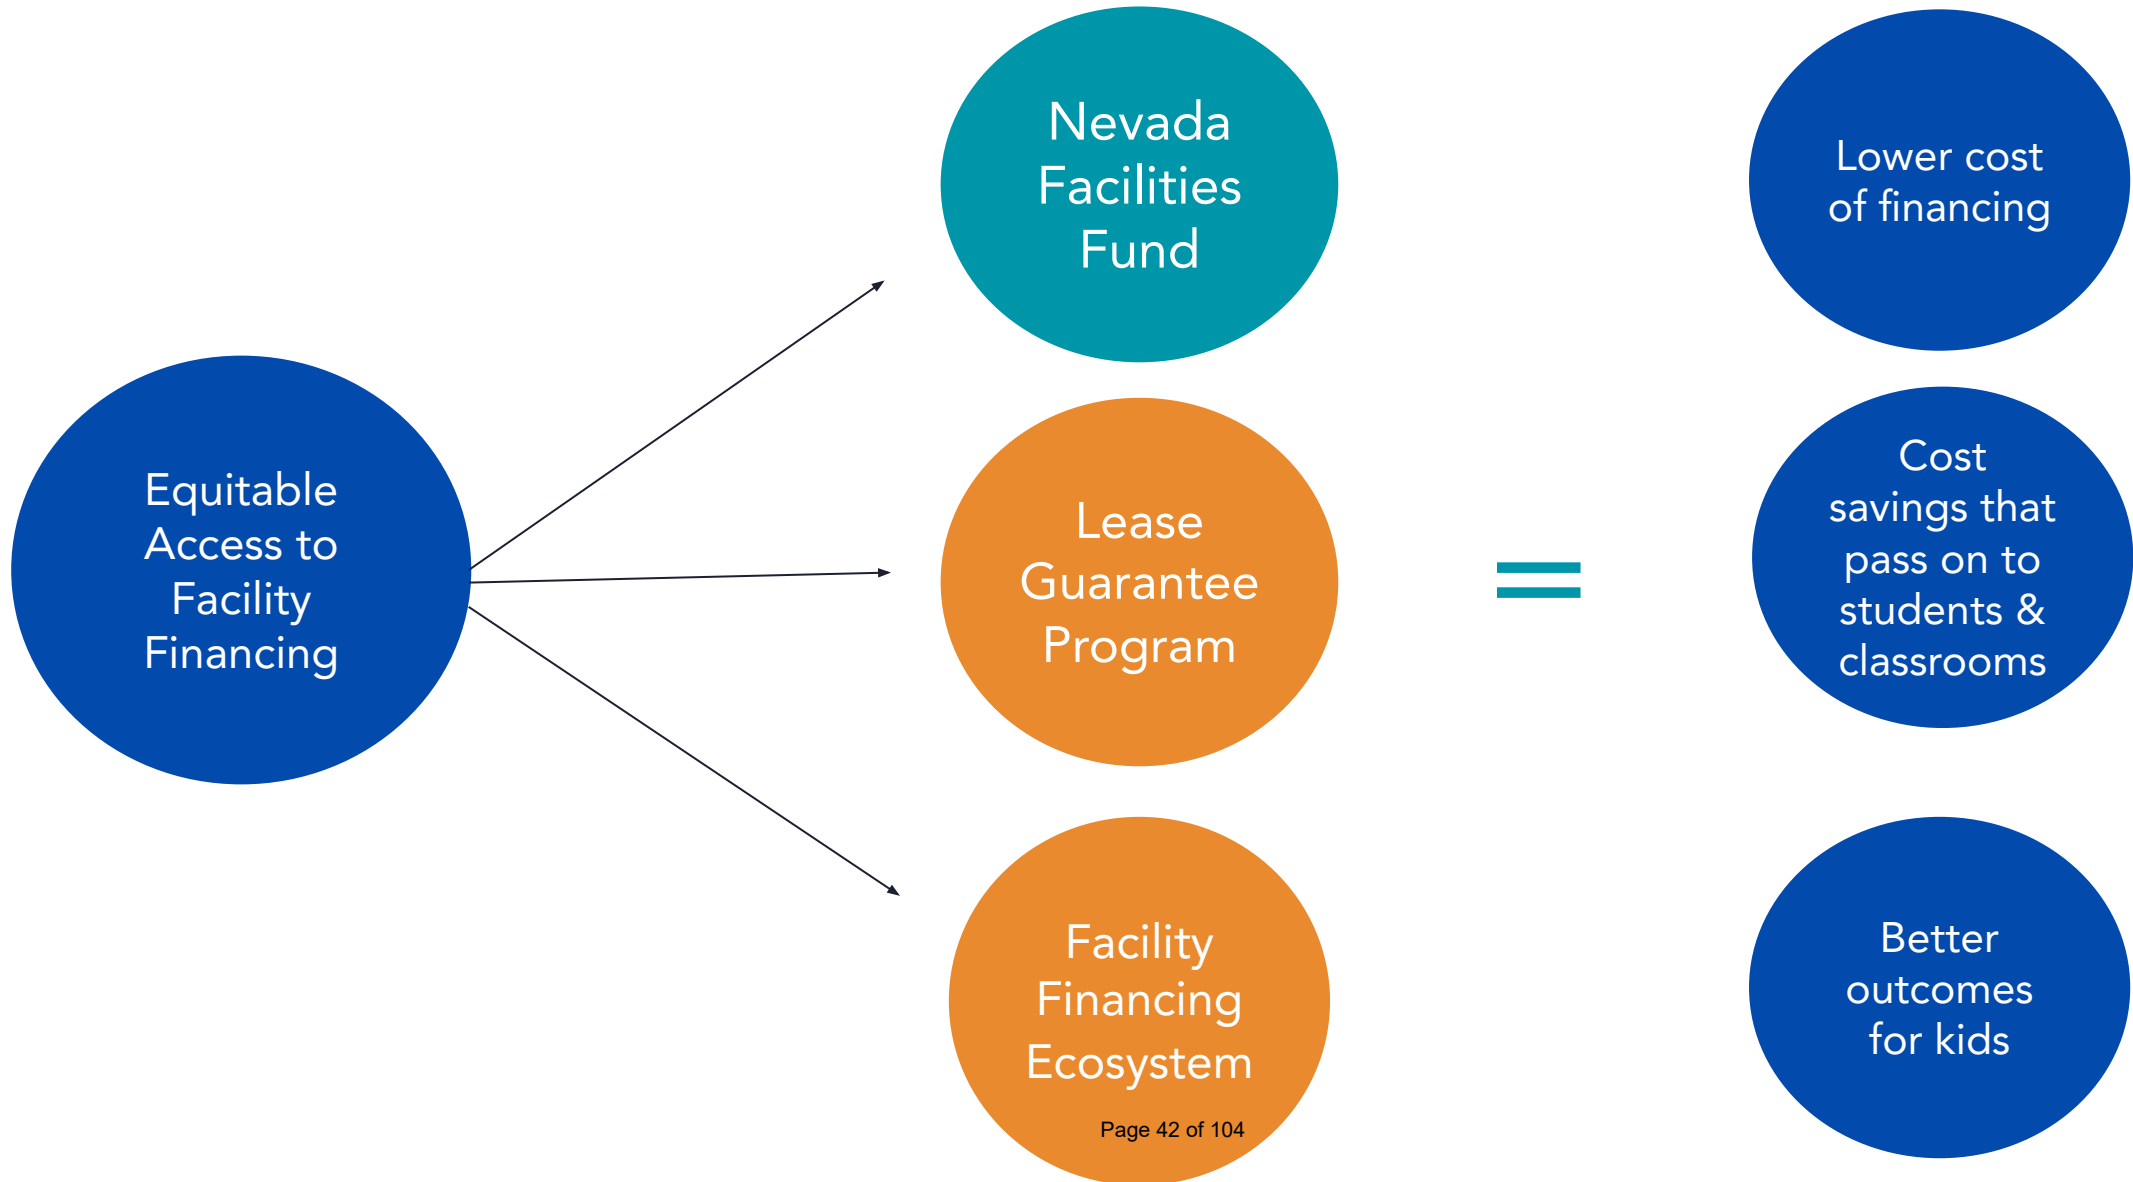 Equitable
Access to
Facility
Financing
Nevada
Facilities
Fund
Lease
Guarantee
Program
Facility
Financing
Ecosystem
=
Lower cost
of financing
Cost
savings that
pass on to
students &
classrooms
Better
outcomes
for kids
Page 42 of 104